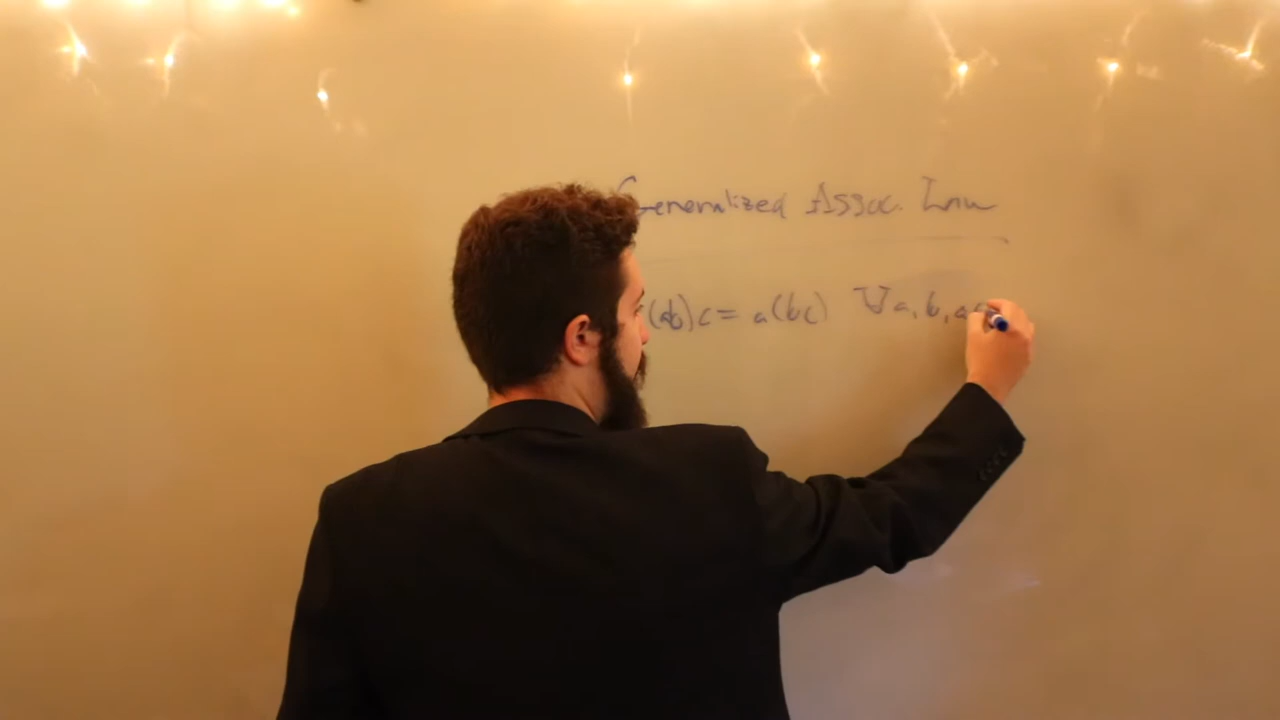 Generalized Assoc. Law
(ab)c = a(bc) ∀ a, b,